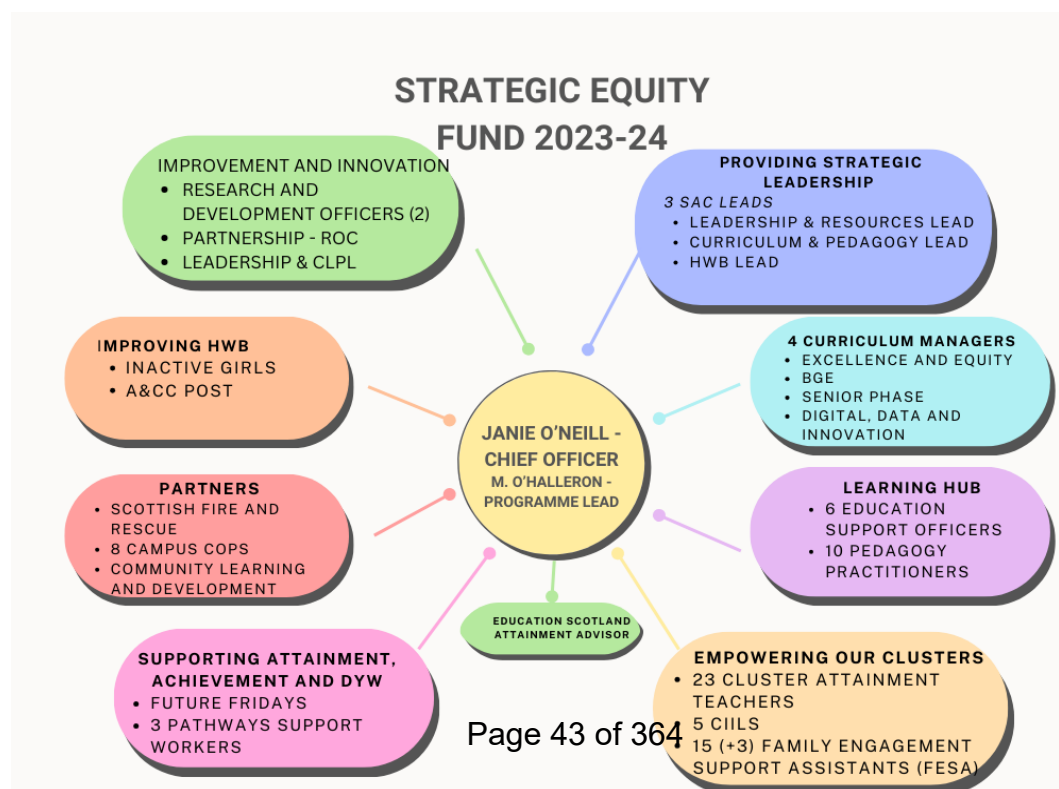 STRATEGIC EQUITY
FUND 2023-24
IMPROVEMENT AND INNOVATION
• RESEARCH AND
DEVELOPMENT OFFICERS (2)
• PARTNERSHIP - ROC
• LEADERSHIP & CLPL
PROVIDING STRATEGIC
LEADERSHIP
3 SAC LEADS
• LEADERSHIP & RESOURCES LEAD
• CURRICULUM & PEDAGOGY LEAD
• HWB LEAD
IMPROVING HWB
• INACTIVE GIRLS
• A&CC POST
4 CURRICULUM MANAGERS
• EXCELLENCE AND EQUITY
• BGE
• SENIOR PHASE
• DIGITAL, DATA AND
INNOVATION
JANIE O’NEILL -
CHIEF OFFICER
M. O’HALLERON -
PROGRAMME LEAD
PARTNERS
• SCOTTISH FIRE AND
RESCUE
• 8 CAMPUS COPS
• COMMUNITY LEARNING
AND DEVELOPMENT
LEARNING HUB
• 6 EDUCATION
SUPPORT OFFICERS
• 10 PEDAGOGY
PRACTITIONERS
EDUCATION SCOTLAND
ATTAINMENT ADVISOR
SUPPORTING ATTAINMENT,
ACHIEVEMENT AND DYW
• FUTURE FRIDAYS
• 3 PATHWAYS SUPPORT
WORKERS
EMPOWERING OUR CLUSTERS
• 23 CLUSTER ATTAINMENT
TEACHERS
• 5 CIILS
• 15 (+3) FAMILY ENGAGEMENT
SUPPORT ASSISTANTS (FESA)
Page 43 of 364